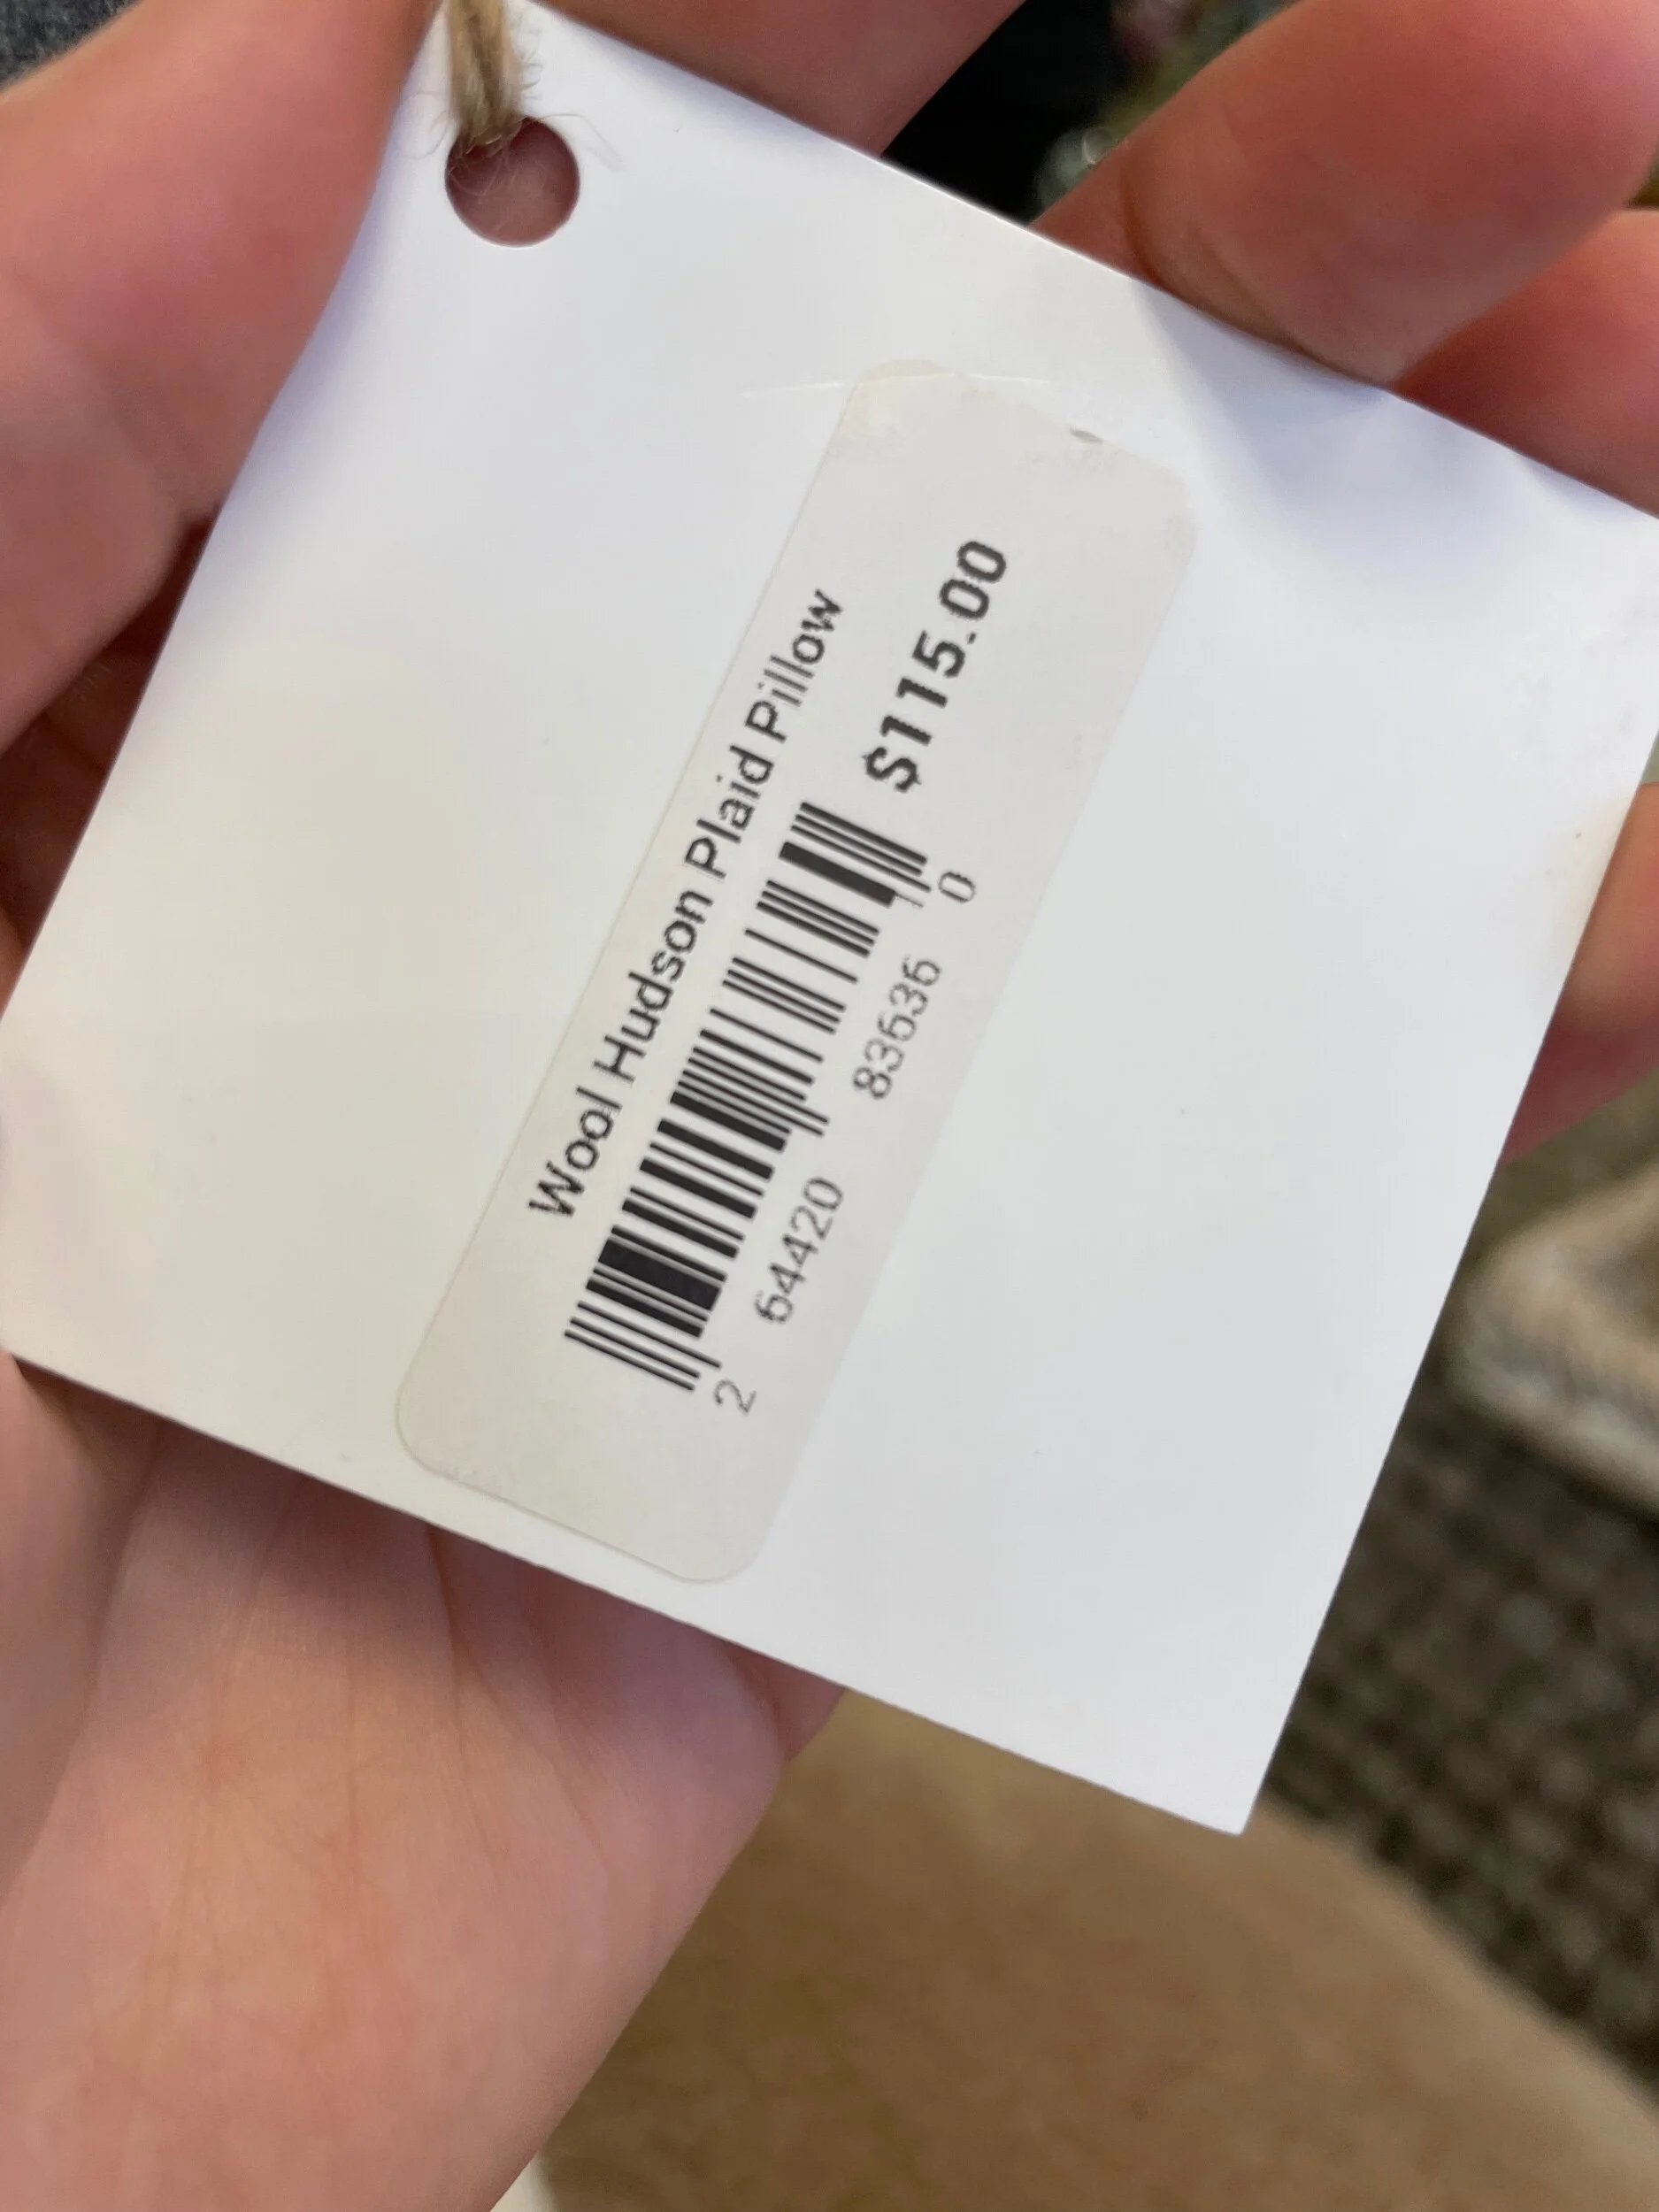 Wool Hudson Plaid Pillow
$115.00
2 64420 83636 0